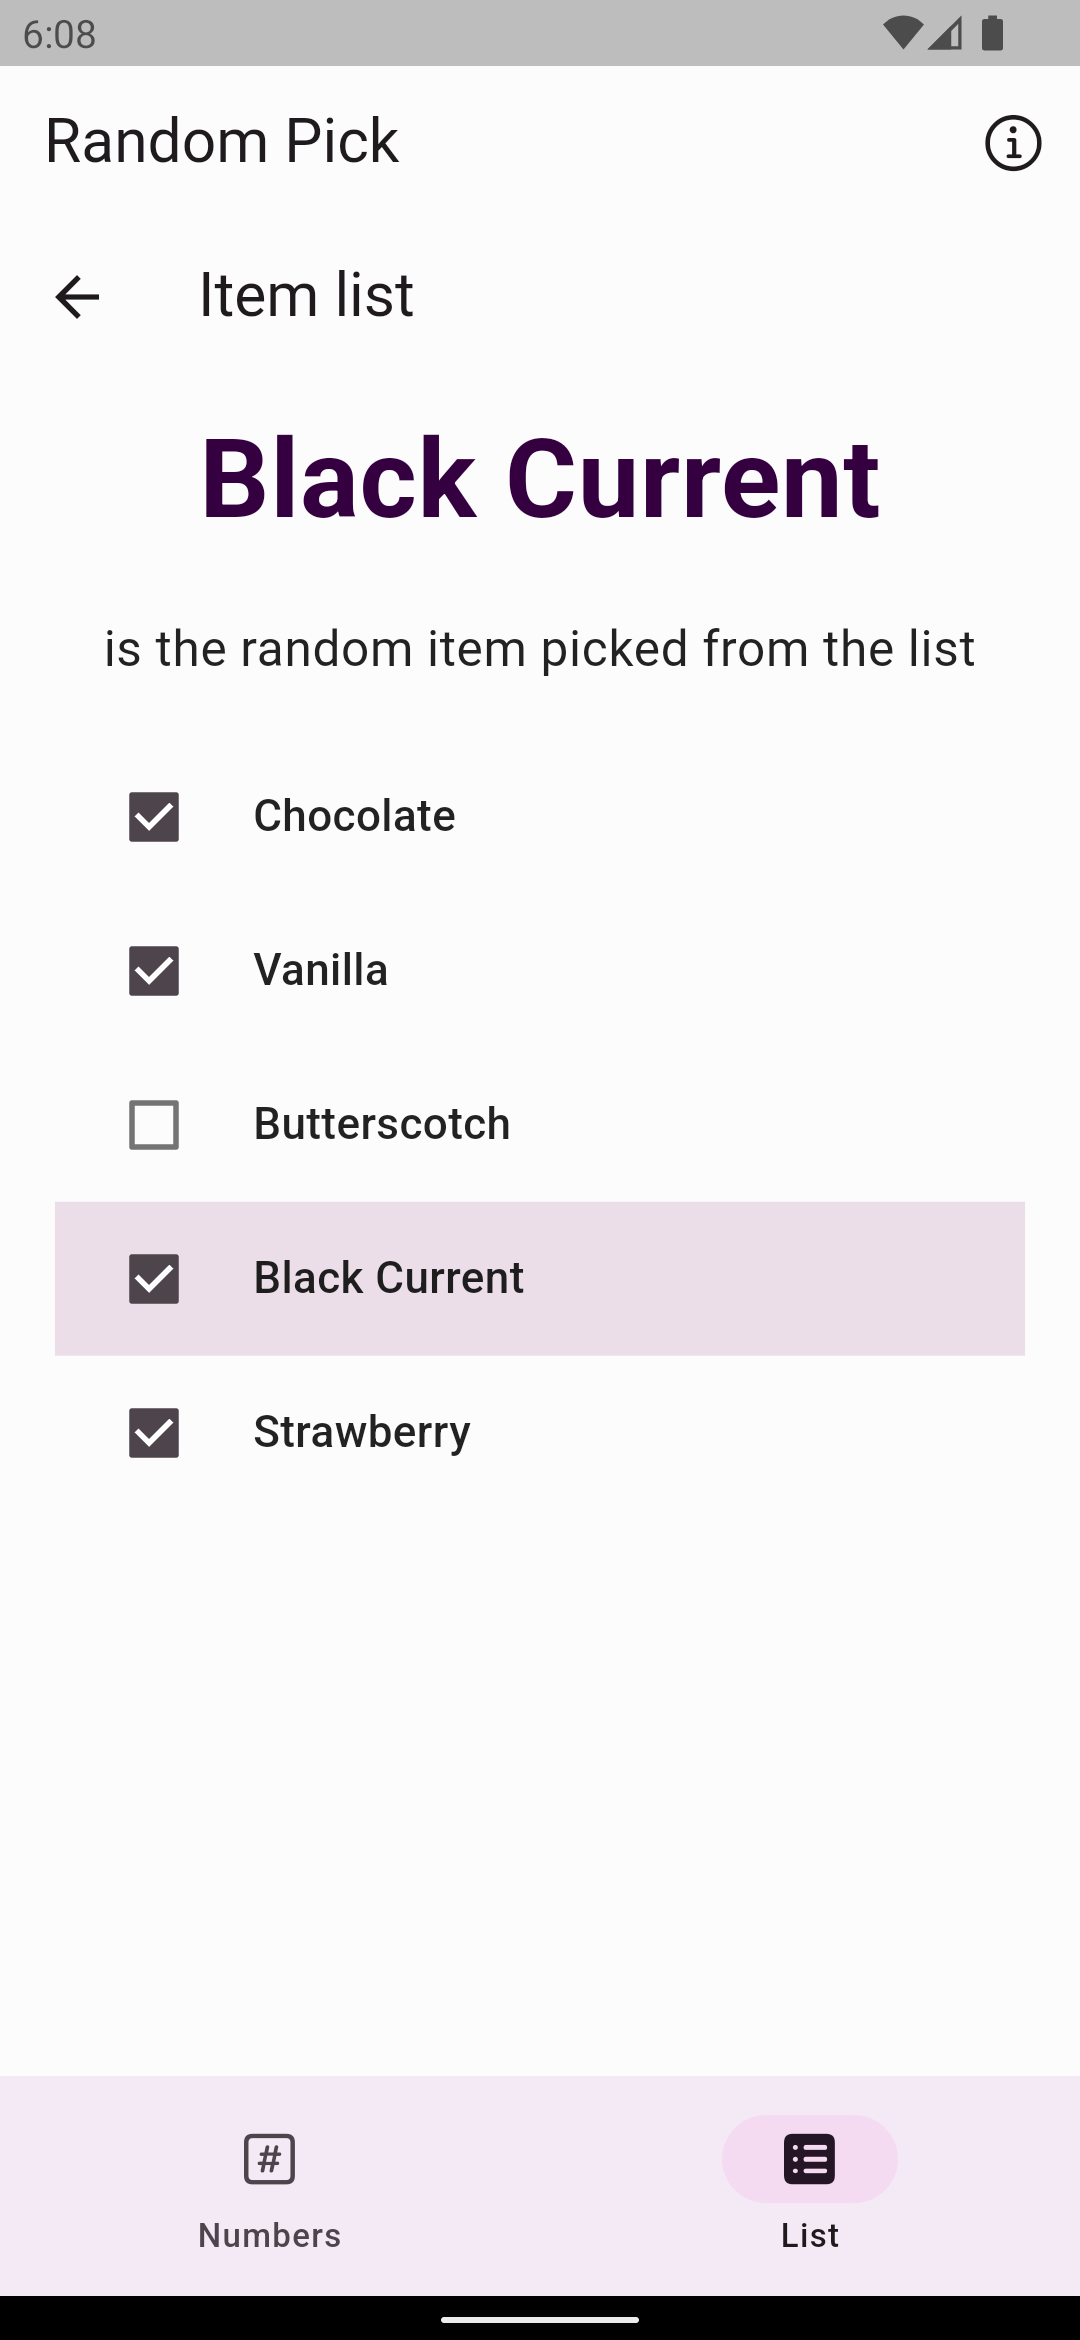 6:08
Random Pick
Item list
Black Current
is the random item picked from the list
Chocolate
Vanilla
Butterscotch
Black Current
Strawberry
Numbers
List